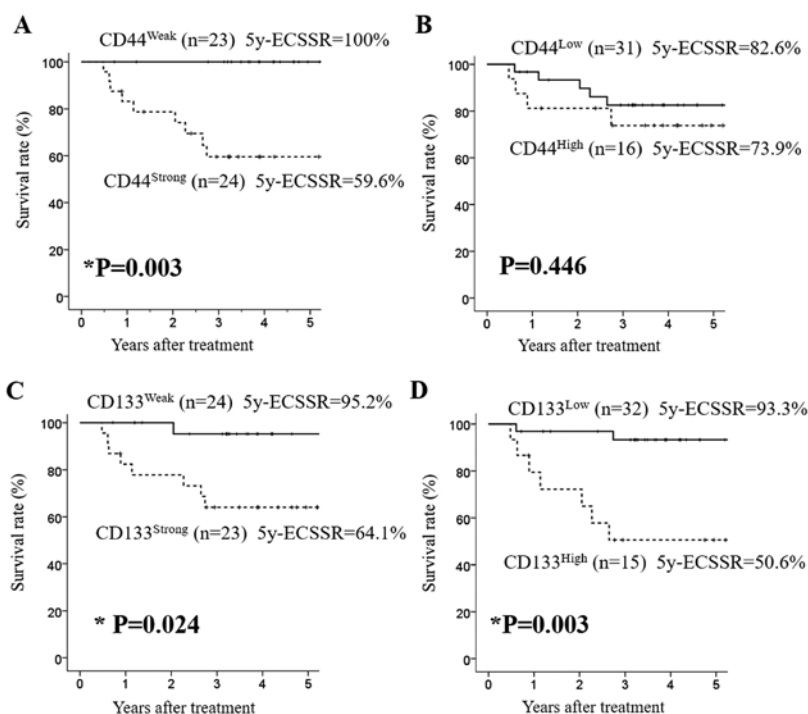 A
CD44Weak (n=23) 5y-ECSSR=100%
100
80
60
40
20
0
Survival rate (%)
CD44Strong (n=24) 5y-ECSSR=59.6%
*P=0.003
0 1 2 3 4 5
Years after treatment
B
CD44Low (n=31) 5y-ECSSR=82.6%
100
80
60
40
20
0
Survival rate (%)
CD44High (n=16) 5y-ECSSR=73.9%
P=0.446
0 1 2 3 4 5
Years after treatment
C
CD133Weak (n=24) 5y-ECSSR=95.2%
100
80
60
40
20
0
Survival rate (%)
CD133Strong (n=23) 5y-ECSSR=64.1%
* P=0.024
0 1 2 3 4 5
Years after treatment
D
CD133Low (n=32) 5y-ECSSR=93.3%
100
80
60
40
20
0
Survival rate (%)
CD133High (n=15) 5y-ECSSR=50.6%
*P=0.003
0 1 2 3 4 5
Years after treatment